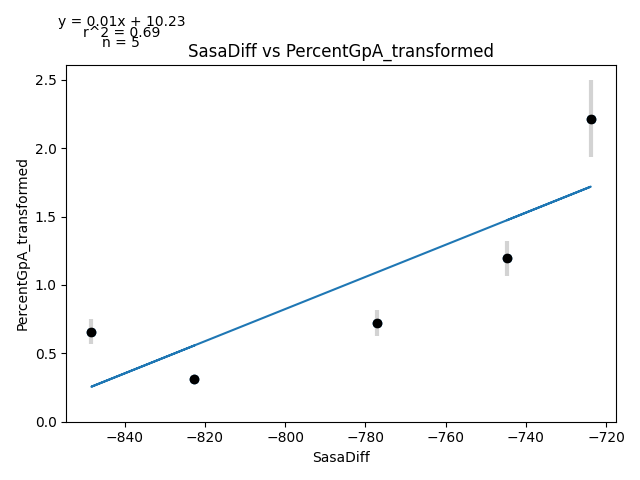 y = 0.01x + 10.23
r^2 = 0.69
n = 5
SasaDiff vs PercentGpA_transformed
2.5
2.0
1.5
1.0
0.5
0.0
PercentGpA_transformed
−840 −820 −800 −780 −760 −740 −720
SasaDiff